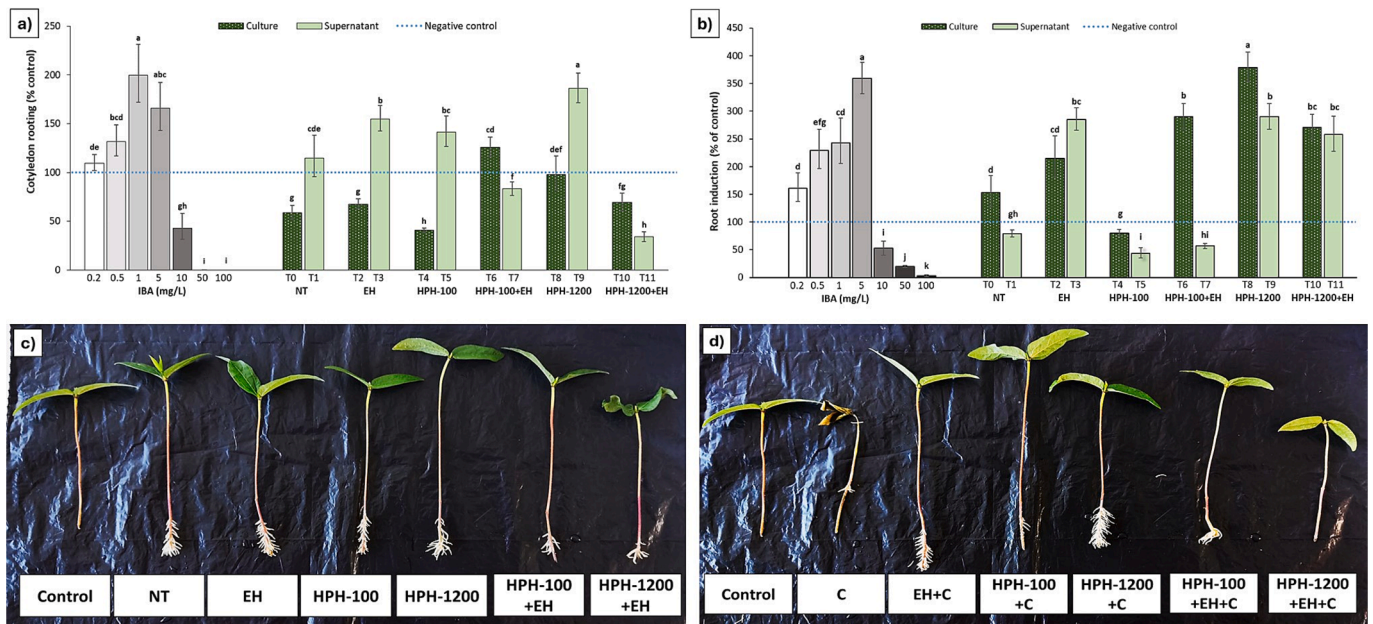 a)
Culture Supernatant Negative control
Cotyledon rooting (% control)
250
200
150
100
50
0
de bcd a abc gh i i g cde g b h bc cd f def a fg h
0.2 0.5 1 5 10 50 100 T0 T1 T2 T3 T4 T5 T6 T7 T8 T9 T10 T11
IBA (mg/L) NT EH HPH-100 HPH-100+EH HPH-1200 HPH-1200+EH
b)
Culture Supernatant Negative control
Root induction (% of control)
450
400
350
300
250
200
150
100
50
0
d efg cd a i j k d gh cd bc g i b hi a b bc bc
0.2 0.5 1 5 10 50 100 T0 T1 T2 T3 T4 T5 T6 T7 T8 T9 T10 T11
IBA (mg/L) NT EH HPH-100 HPH-100+EH HPH-1200 HPH-1200+EH
c)
Control NT EH HPH-100 HPH-1200 HPH-100 HPH-1200
+EH +EH
d)
Control C EH+C HPH-100 HPH-1200 HPH-100 HPH-1200
+C +C +EH+C +EH+C